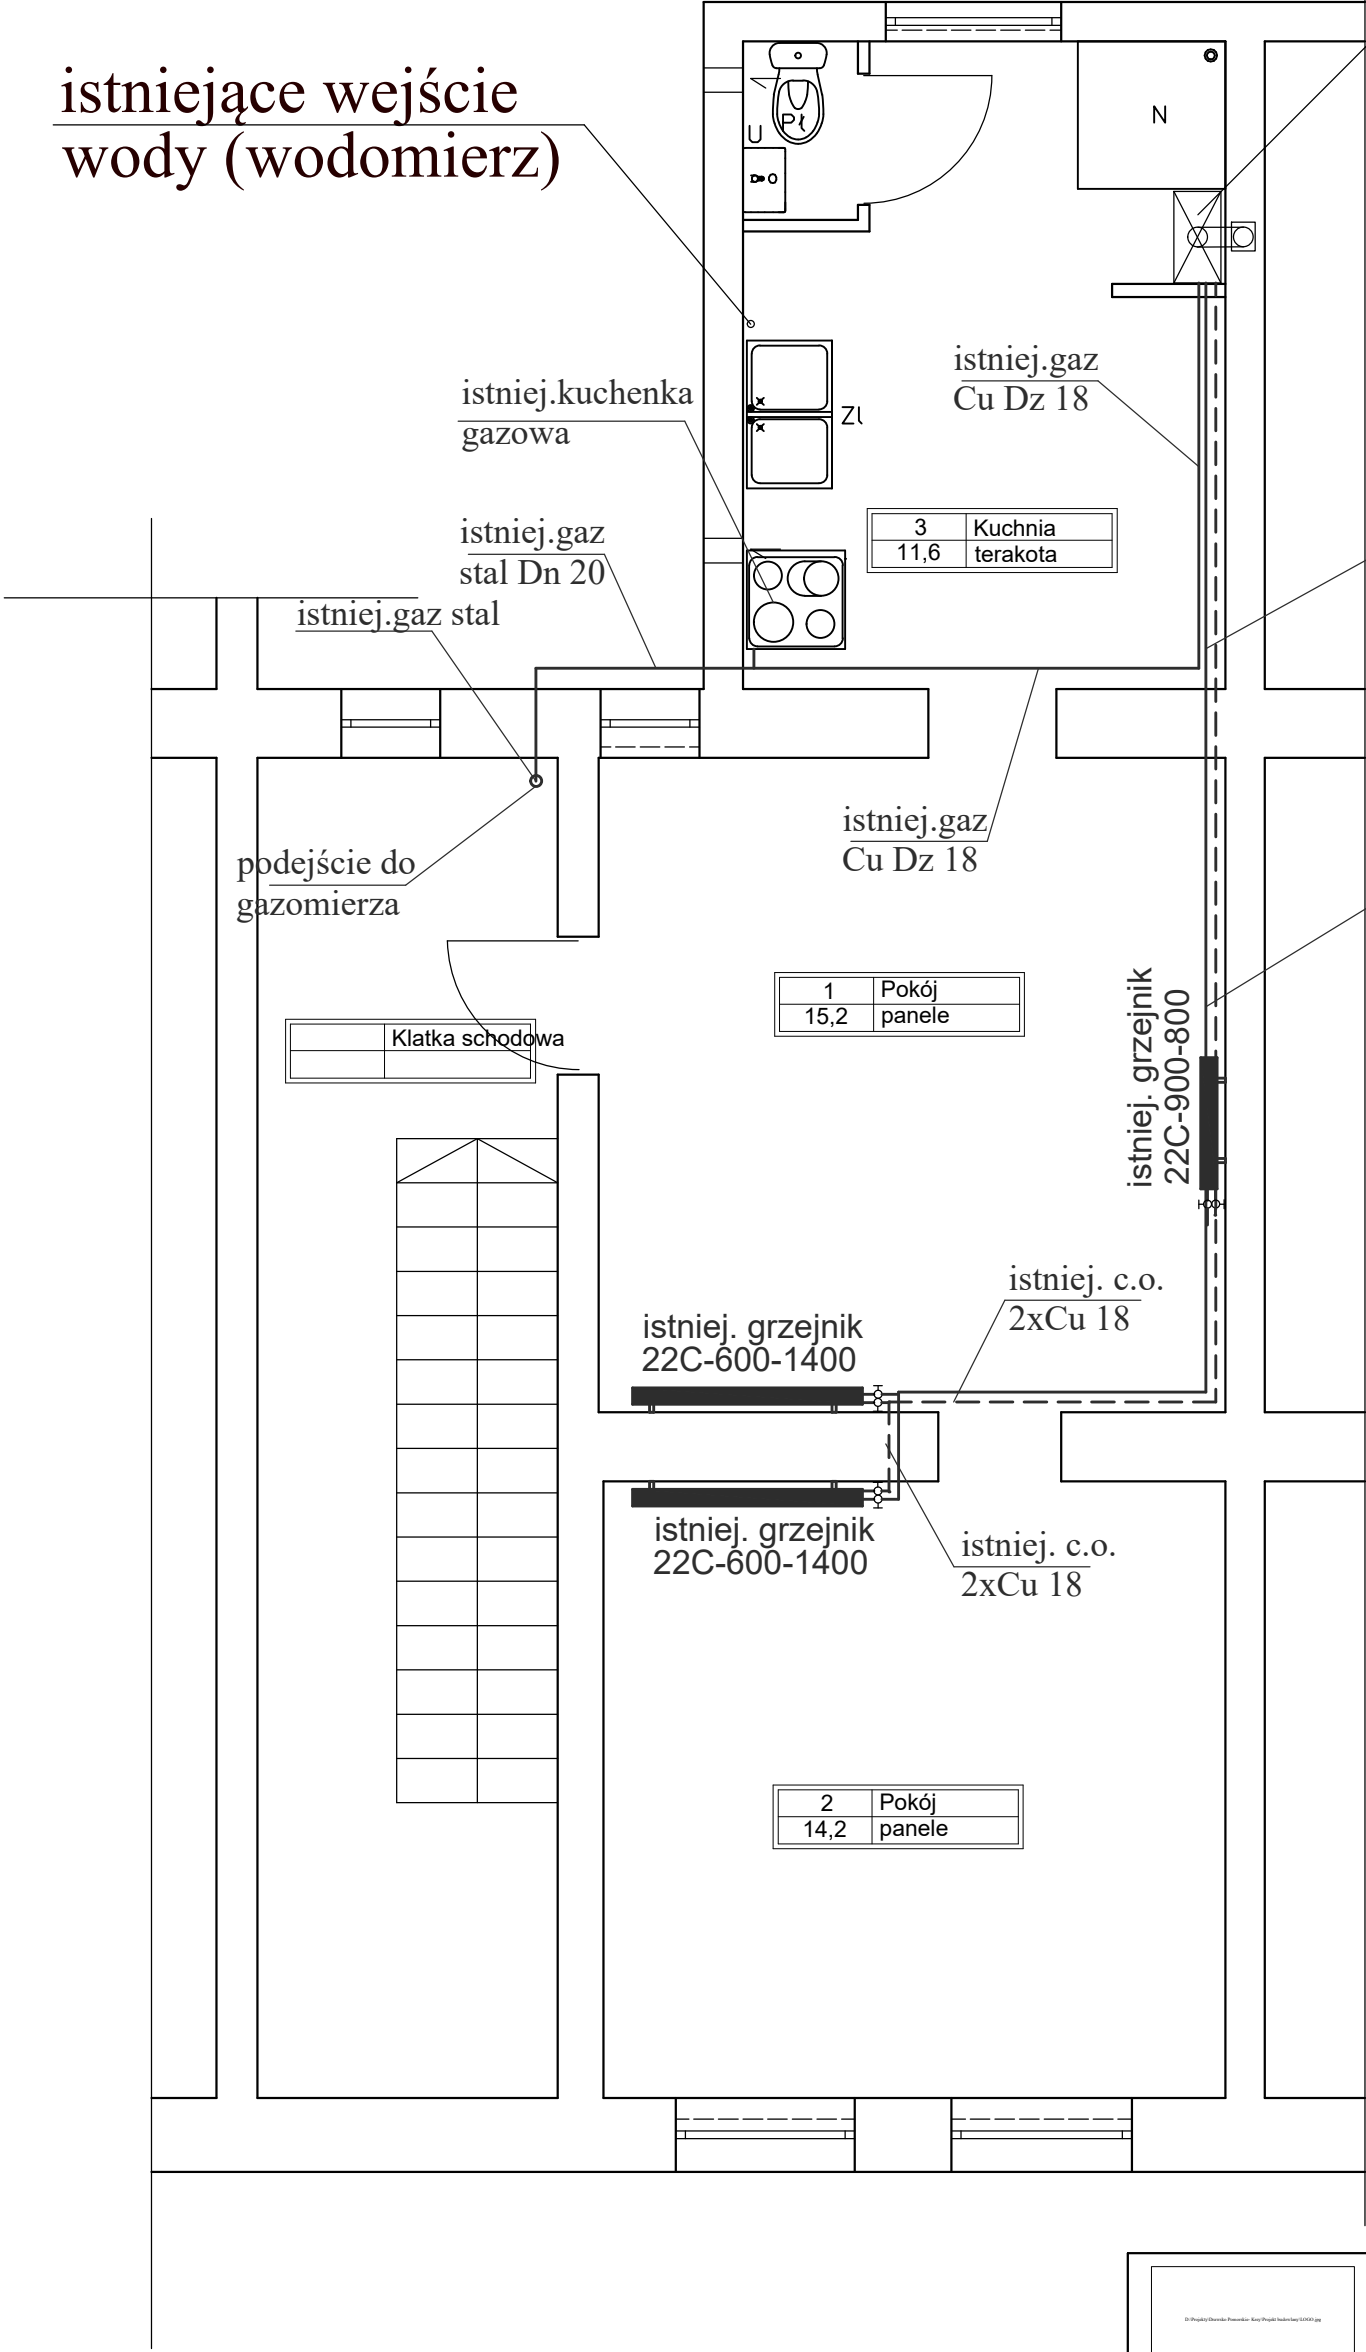 istniejące wejście
wody (wodomierz)
U
Pł
N
istniej.gaz
Cu Dz 18
istniej.kuchenka
gazowa
Zl
3 Kuchnia
11,6 terakota
istniej.gaz
stal Dn 20
istniej.gaz stal
istniej.gaz
Cu Dz 18
podejście do
gazomierza
1 Pokój
15,2 panele
Klatka schodowa
istniej. grzejnik
22C-900-800
istniej. c.o.
2xCu 18
istniej. grzejnik
22C-600-1400
istniej. grzejnik
22C-600-1400
istniej. c.o.
2xCu 18
2 Pokój
14,2 panele